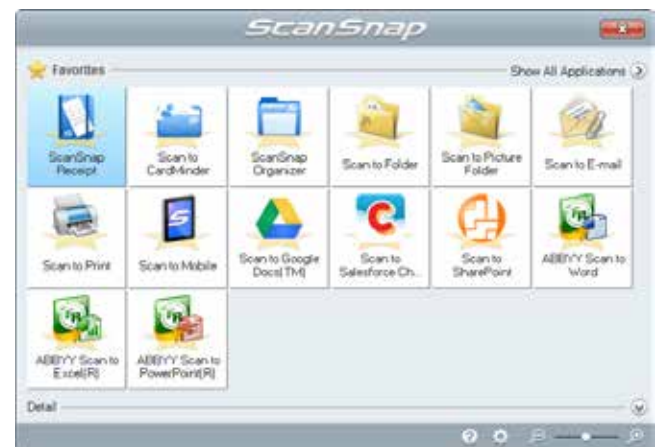 ScanSnap
Favorites
Show All Applications
ScanSnap
Receipt
Scan to
CardMinder
ScanSnap
Organizer
Scan to Folder
Scan to Picture
Folder
Scan to E-mail
Scan to Print
Scan to Mobile
Scan to Google
Docs(TM)
Scan to
Salesforce Ch...
Scan to
SharePoint
ABBYY Scan to
Word
ABBYY Scan to
Excel(R)
ABBYY Scan to
PowerPoint(R)
Detail